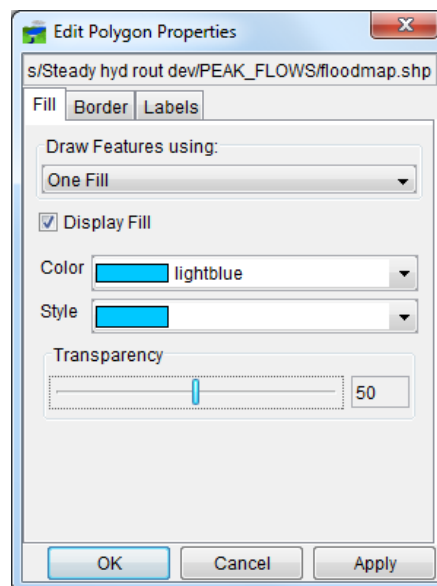 Edit Polygon Properties
s/Steady hyd rout dev/PEAK_FLOWS/floodmap.shp
Fill Border Labels
Draw Features using:
One Fill
Display Fill
Color lightblue
Style
Transparency
50
OK Cancel Apply